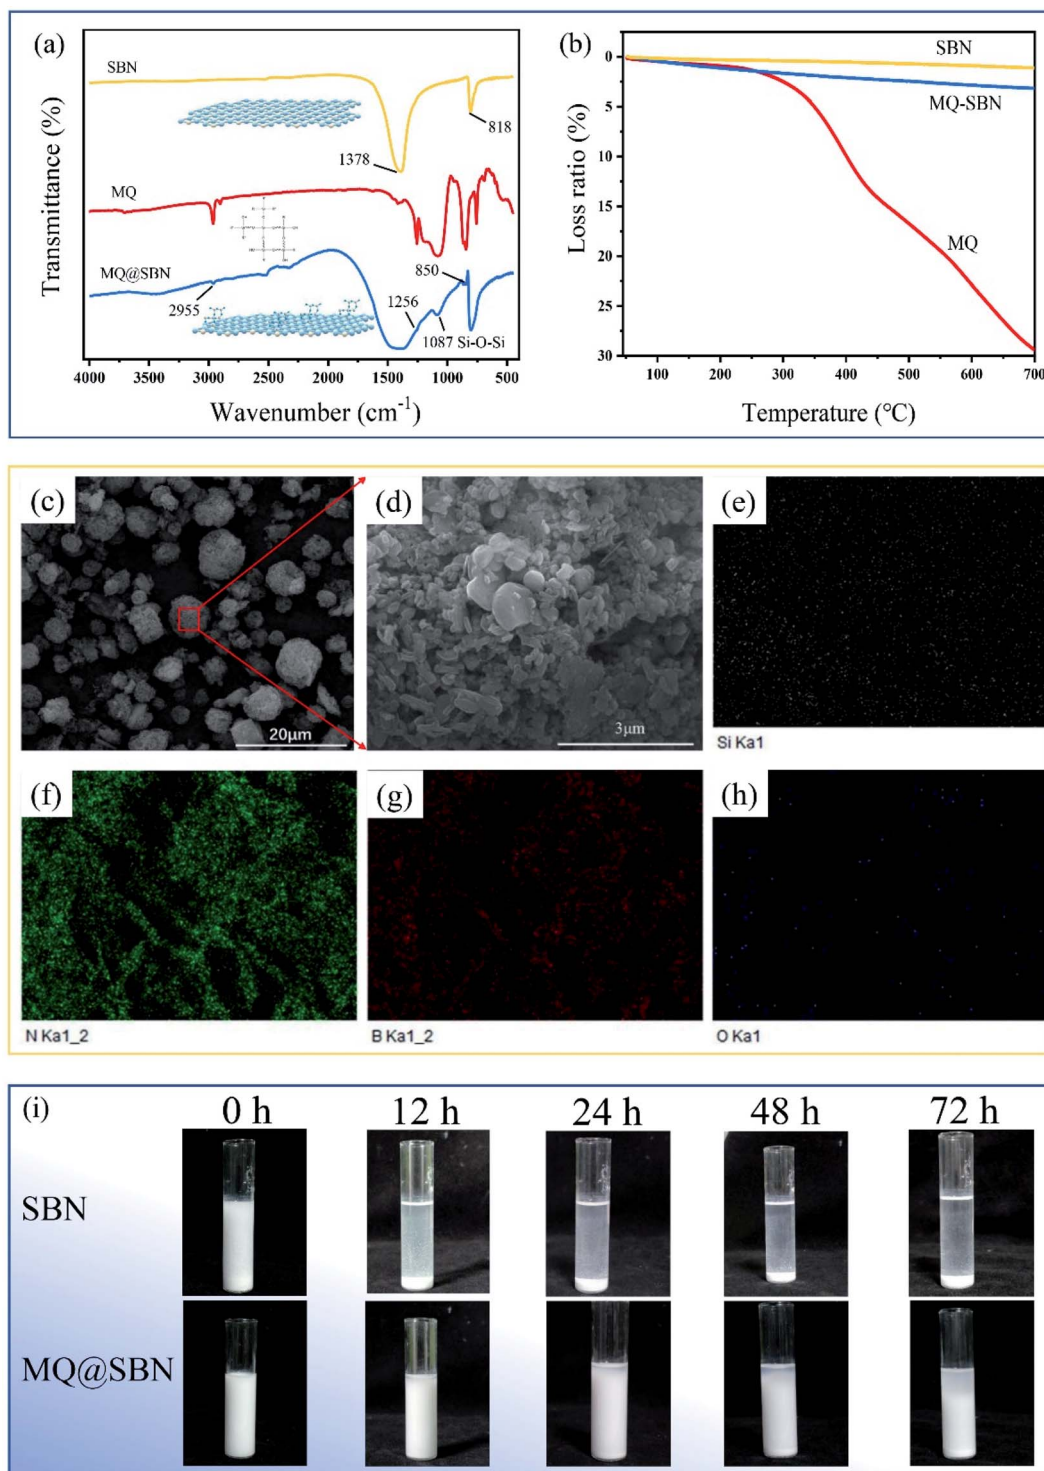 (a)
SBN
818
1378
MQ
MQ@SBN
2955
850
1256
1087 Si-O-Si
Transmittance (%)
4000 3500 3000 2500 2000 1500 1000 500
Wavenumber (cm⁻¹)
(b)
SBN
MQ-SBN
MQ
Loss ratio (%)
0
5
10
15
20
25
30
100 200 300 400 500 600 700
Temperature (℃)
(c)
20μm
(d)
3μm
(e)
Si Ka1
(f)
N Ka1_2
(g)
B Ka1_2
(h)
O Ka1
(i)
0 h 12 h 24 h 48 h 72 h
SBN
MQ@SBN